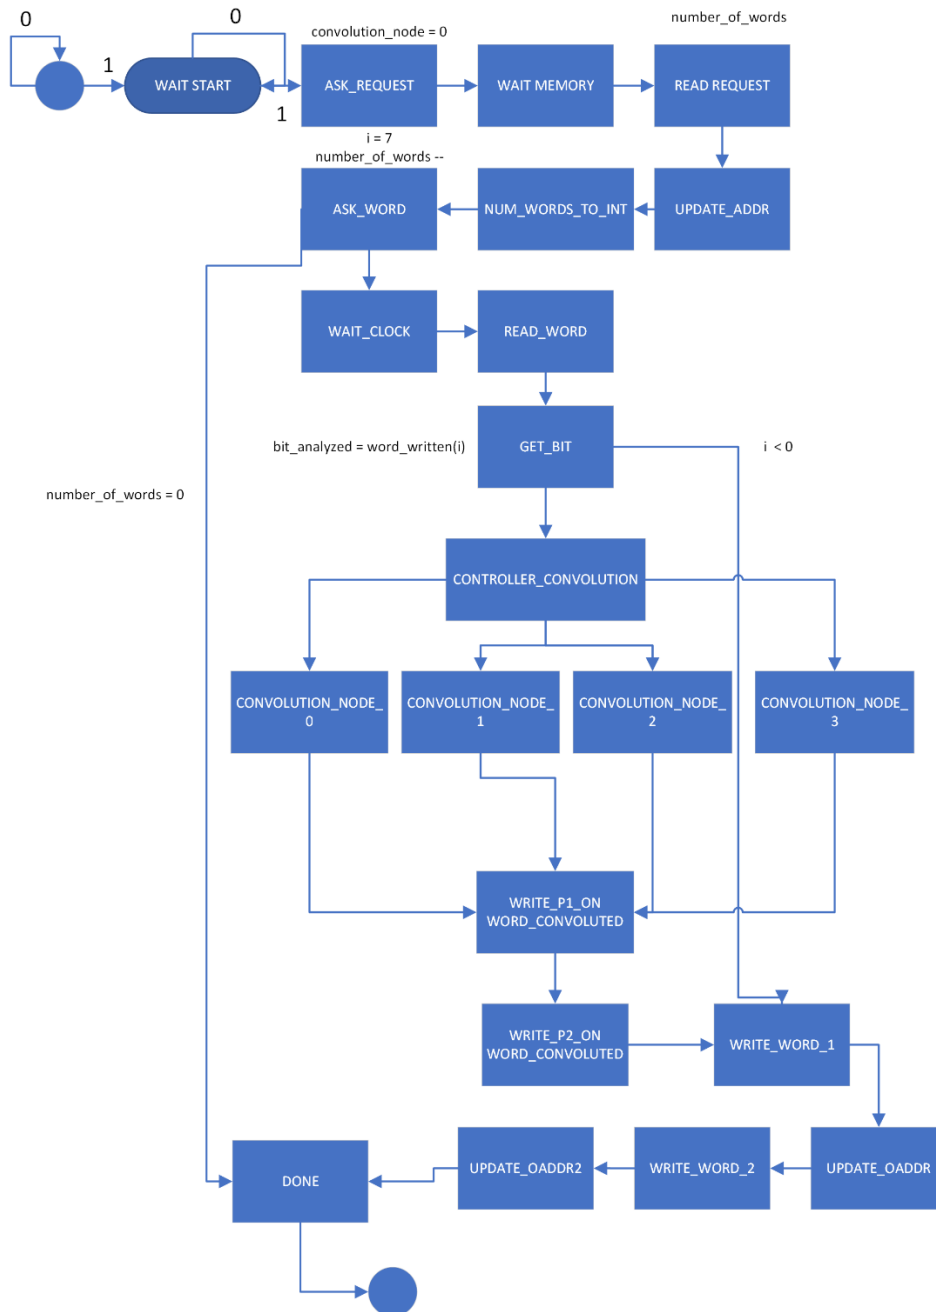 0
0
number_of_words
convolution_node = 0
1
WAIT START
1
ASK_REQUEST
WAIT MEMORY
READ REQUEST
i = 7
number_of_words --
ASK_WORD
NUM_WORDS_TO_INT
UPDATE_ADDR
WAIT_CLOCK
READ_WORD
bit_analyzed = word_written(i)
GET_BIT
i < 0
number_of_words = 0
CONTROLLER_CONVOLUTION
CONVOLUTION_NODE_
0
CONVOLUTION_NODE_
1
CONVOLUTION_NODE_
2
CONVOLUTION_NODE_
3
WRITE_P1_ON
WORD_CONVOLUTED
WRITE_P2_ON
WORD_CONVOLUTED
WRITE_WORD_1
DONE
UPDATE_OADDR2
WRITE_WORD_2
UPDATE_OADDR